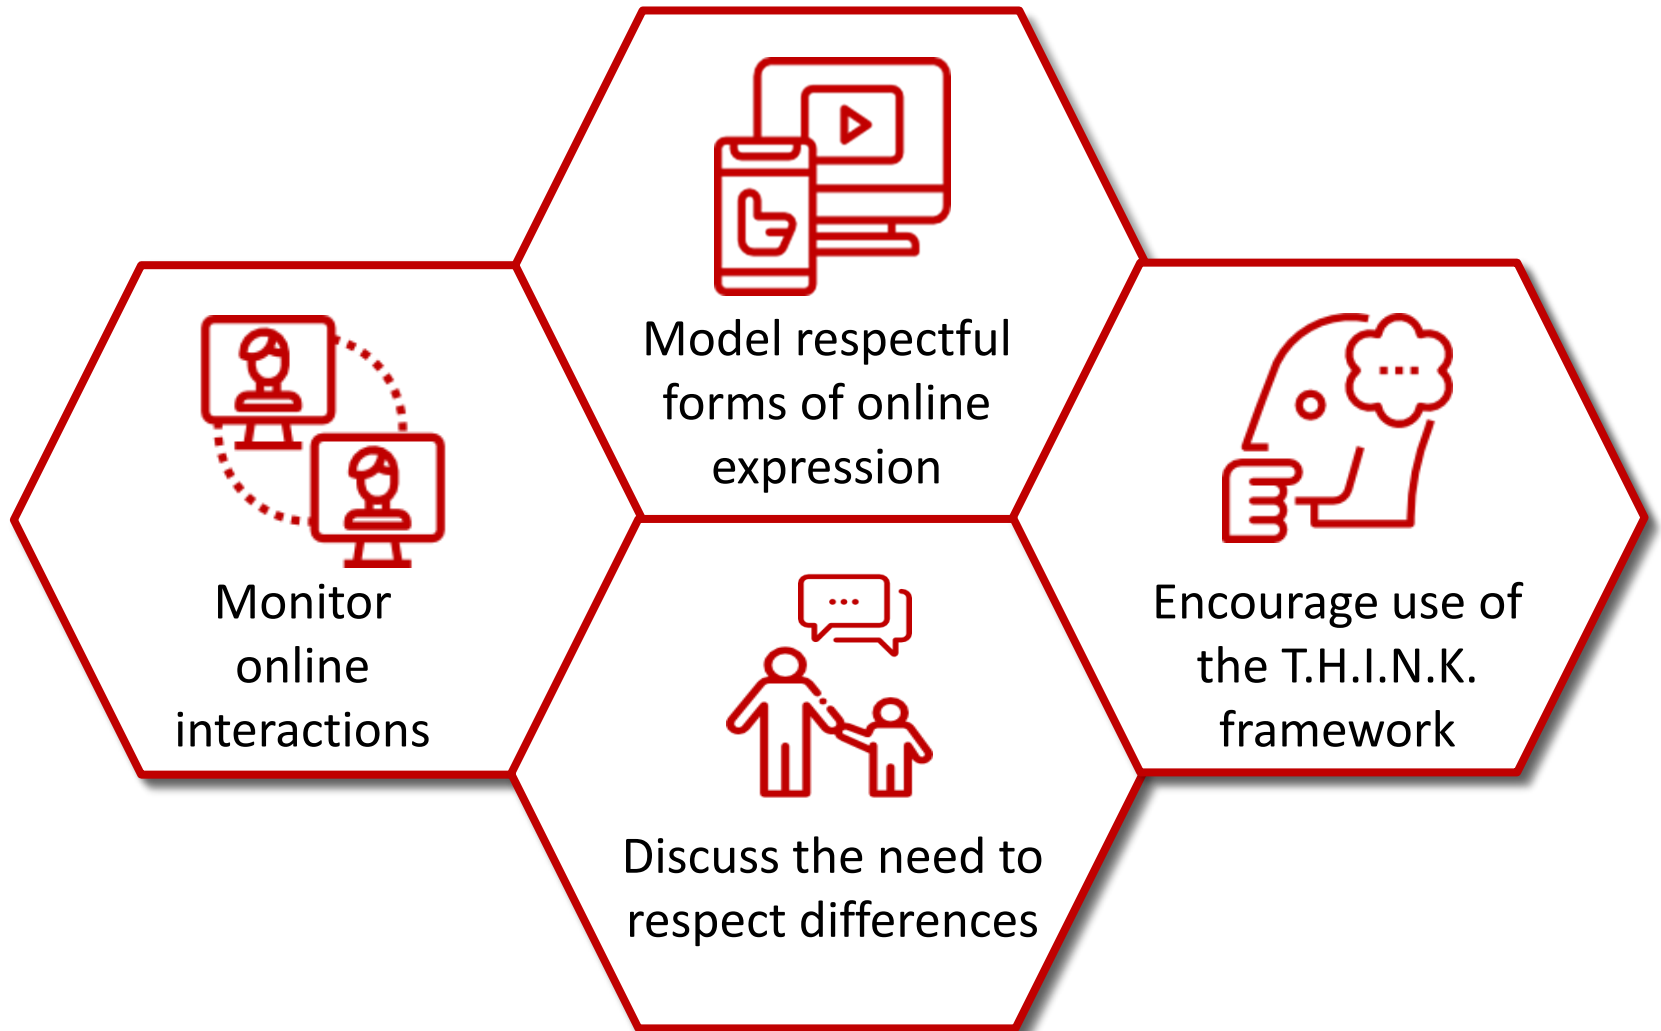 Model respectful
forms of online
expression
Monitor
online
interactions
Encourage use of
the T.H.I.N.K.
framework
Discuss the need to
respect differences